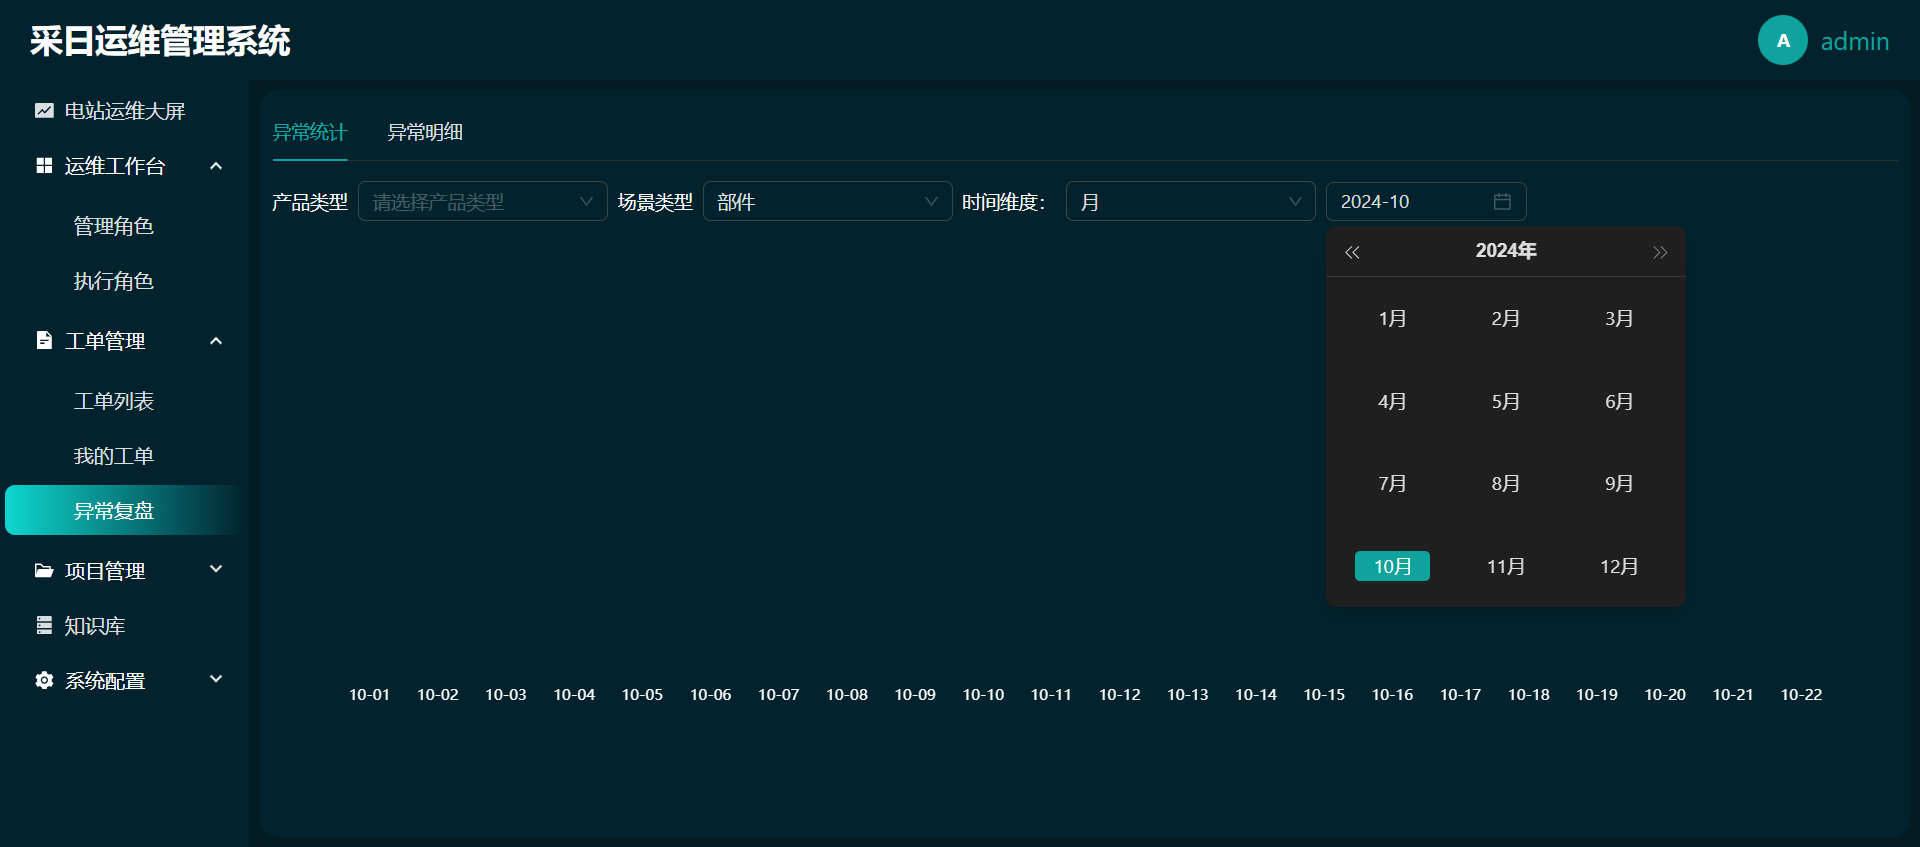 采日运维管理系统
A admin
电站运维大屏
运维工作台
管理角色
执行角色
工单管理
工单列表
我的工单
异常复盘
项目管理
知识库
系统配置
异常统计 异常明细
产品类型 请选择产品类型 场景类型 部件 时间维度: 月 2024-10
2024年
1月 2月 3月
4月 5月 6月
7月 8月 9月
10月 11月 12月
10-01 10-02 10-03 10-04 10-05 10-06 10-07 10-08 10-09 10-10 10-11 10-12 10-13 10-14 10-15 10-16 10-17 10-18 10-19 10-20 10-21 10-22